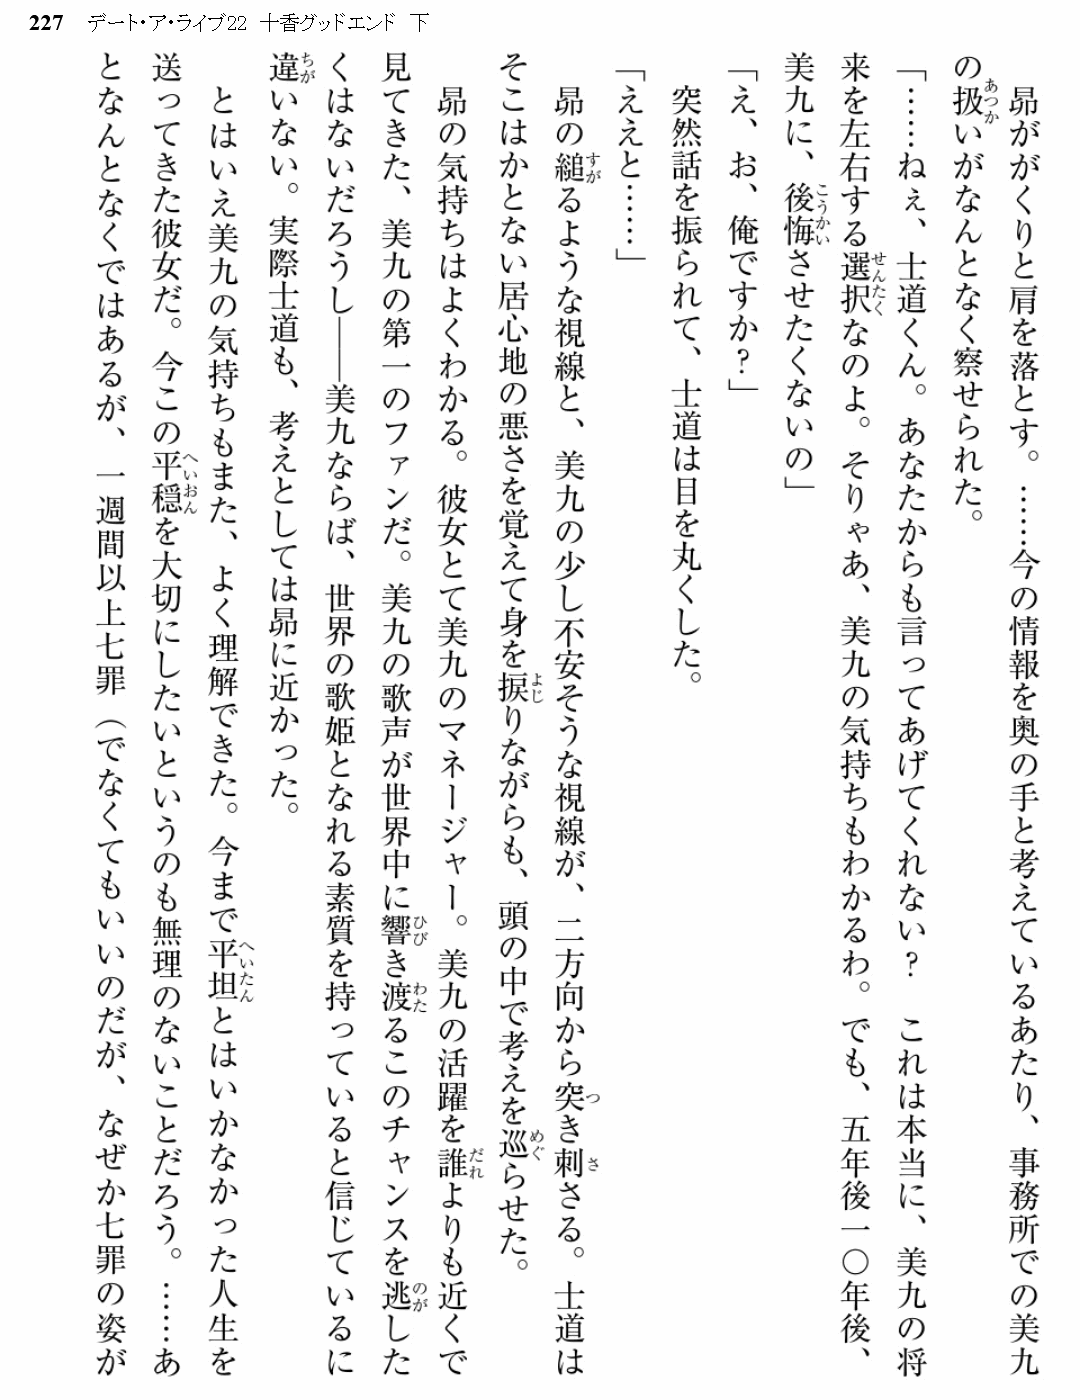 227 デート・ア・ライブ22 十香グッドエンド 下
昴ががくりと肩を落とす。……今の情報を奥の手と考えているあたり、事務所での美九
の扱いがなんとなく察せられた。
「……ねぇ、士道くん。あなたからも言ってあげてくれない? これは本当に、美九の将
来を左右する選択なのよ。そりゃあ、美九の気持ちもわかるわ。でも、五年後一〇年後、
美九に、後悔させたくないの」
「え、お、俺ですか?」
突然話を振られて、士道は目を丸くした。
「ええと……」
昴の縋るような視線と、美九の少し不安そうな視線が、二方向から突き刺さる。士道は
そこはかとない居心地の悪さを覚えて身を捩りながらも、頭の中で考えを巡らせた。
昴の気持ちはよくわかる。彼女とて美九のマネージャー。美九の活躍を誰よりも近くで
見てきた、美九の第一のファンだ。美九の歌声が世界中に響き渡るこのチャンスを逃した
くはないだろうし――美九ならば、世界の歌姫となれる素質を持っていると信じているに
違いない。実際士道も、考えとしては昴に近かった。
とはいえ美九の気持ちもまた、よく理解できた。今まで平坦とはいかなかった人生を
送ってきた彼女だ。今この平穏を大切にしたいというのも無理のないことだろう。……あ
となんとなくではあるが、一週間以上七罪（でなくてもいいのだが、なぜか七罪の姿が